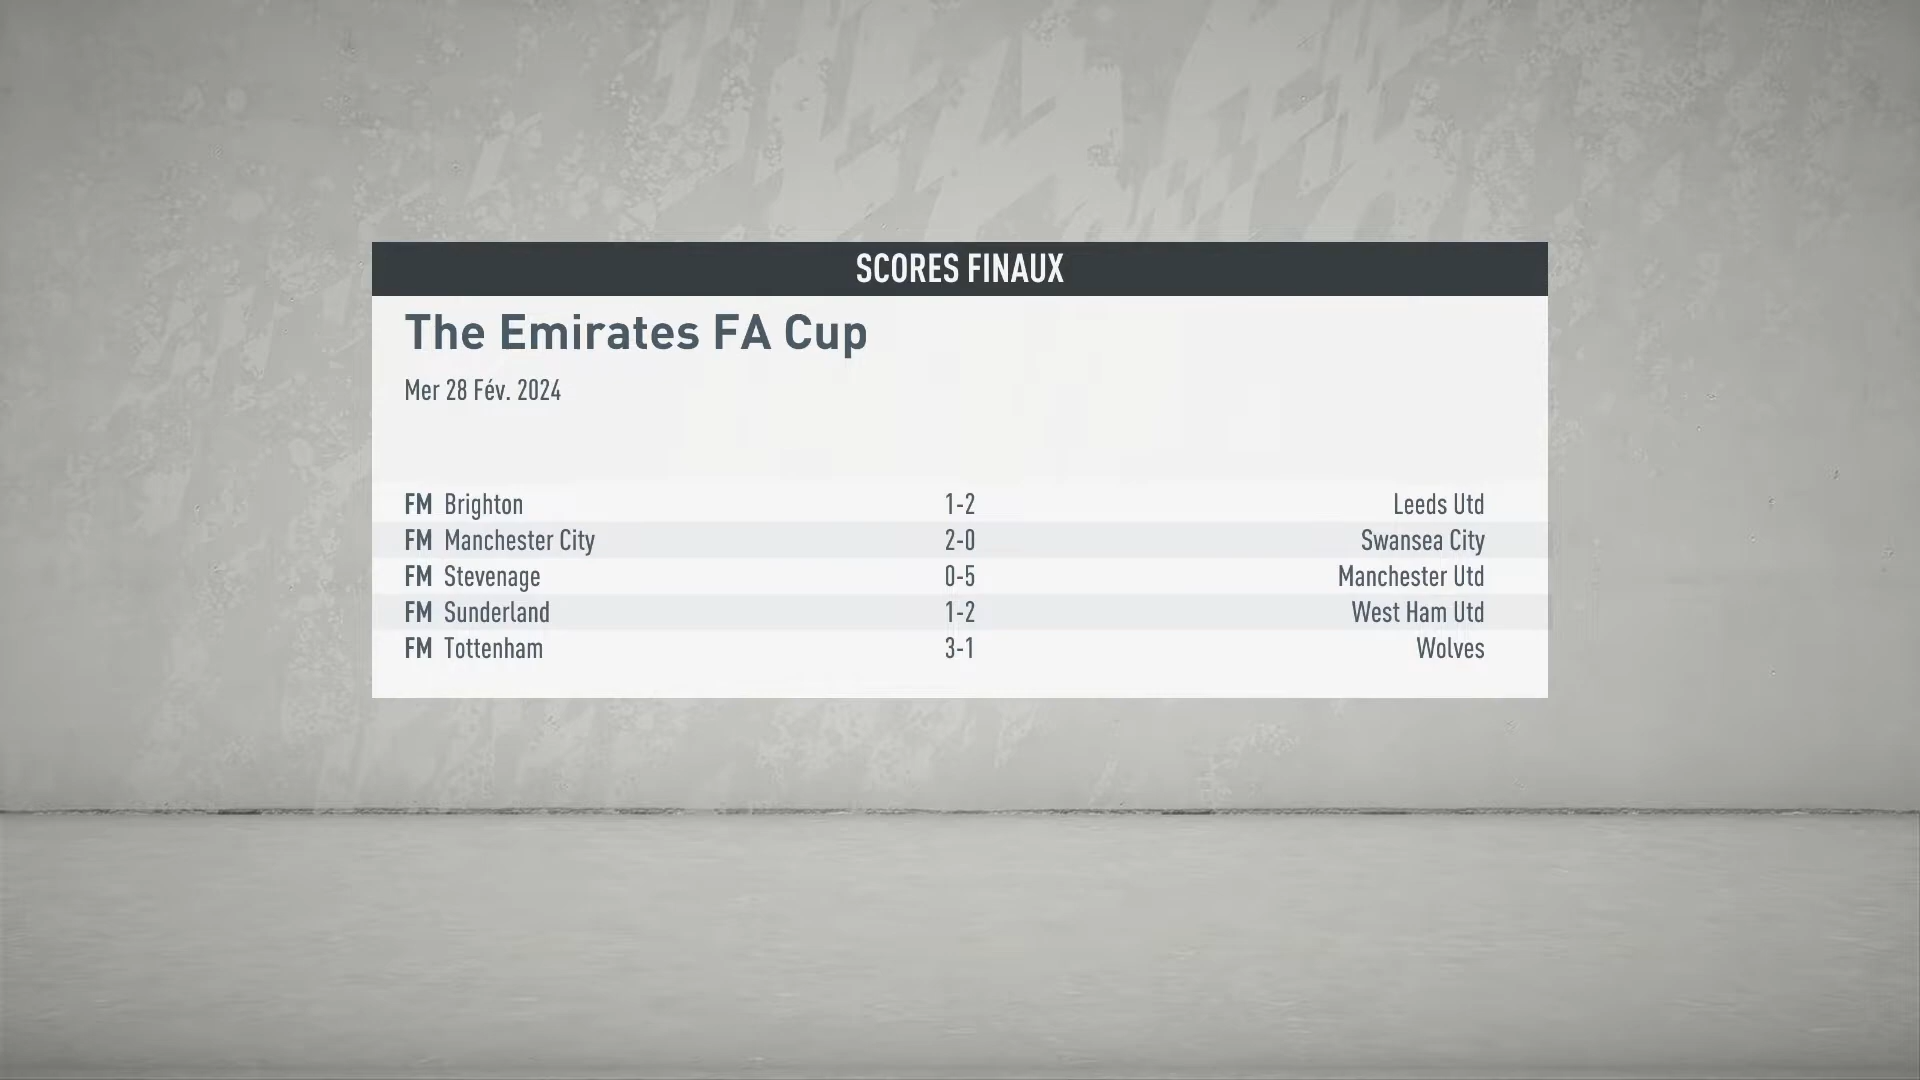 SCORES FINAUX
The Emirates FA Cup
Mer 28 Fév. 2024
FM Brighton 1-2 Leeds Utd
FM Manchester City 2-0 Swansea City
FM Stevenage 0-5 Manchester Utd
FM Sunderland 1-2 West Ham Utd
FM Tottenham 3-1 Wolves